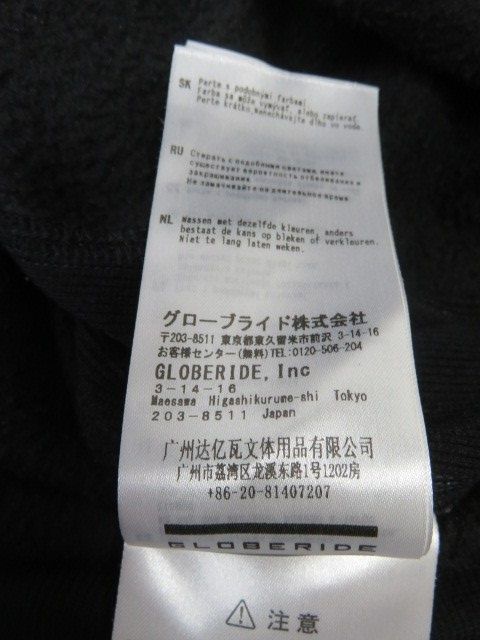 SK Perte s podobnými farbami.
Farba sa môže vymývať, alebo zapierať.
Perte krátko, nenechávajte dlho vo vode.
RU Стирать с подобными цветами, иначе
существует вероятность отбеливания и
закрашивания.
Не замачивайте на длительное время
NL Wassen met dezelfde kleuren, anders
bestaat de kans op bleken of verkleuren.
Niet te lang laten weken.
グローブライド株式会社
〒203-8511 東京都東久留米市前沢 3-14-16
お客様センター(無料)TEL:0120-506-204
GLOBERIDE, Inc
3-14-16
Maesawa Higashikurume-shi Tokyo
203-8511 Japan
广州达亿瓦文体用品有限公司
广州市荔湾区龙溪东路1号1202房
+86-20-81407207
GLOBERIDE
注意